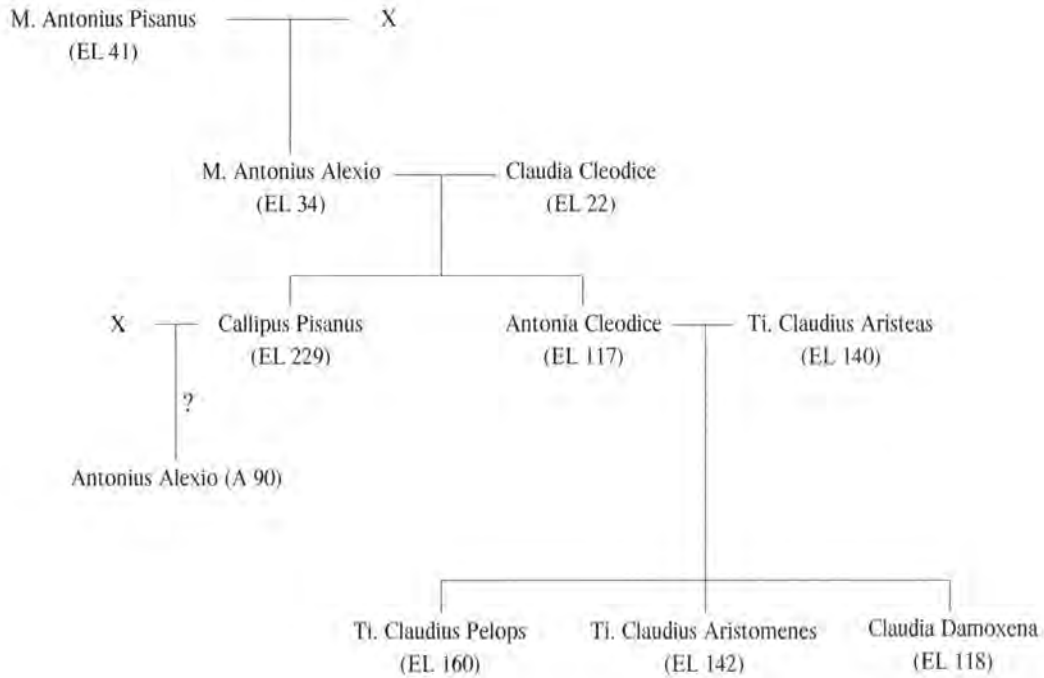 M. Antonius Pisanus X
(EL 41)
M. Antonius Alexio Claudia Cleodice
(EL 34) (EL 22)
X Callipus Pisanus Antonia Cleodice Ti. Claudius Aristeas
(EL 229) (EL 117) (EL 140)
?
Antonius Alexio (A 90)
Ti. Claudius Pelops Ti. Claudius Aristomenes Claudia Damoxena
(EL 160) (EL 142) (EL 118)